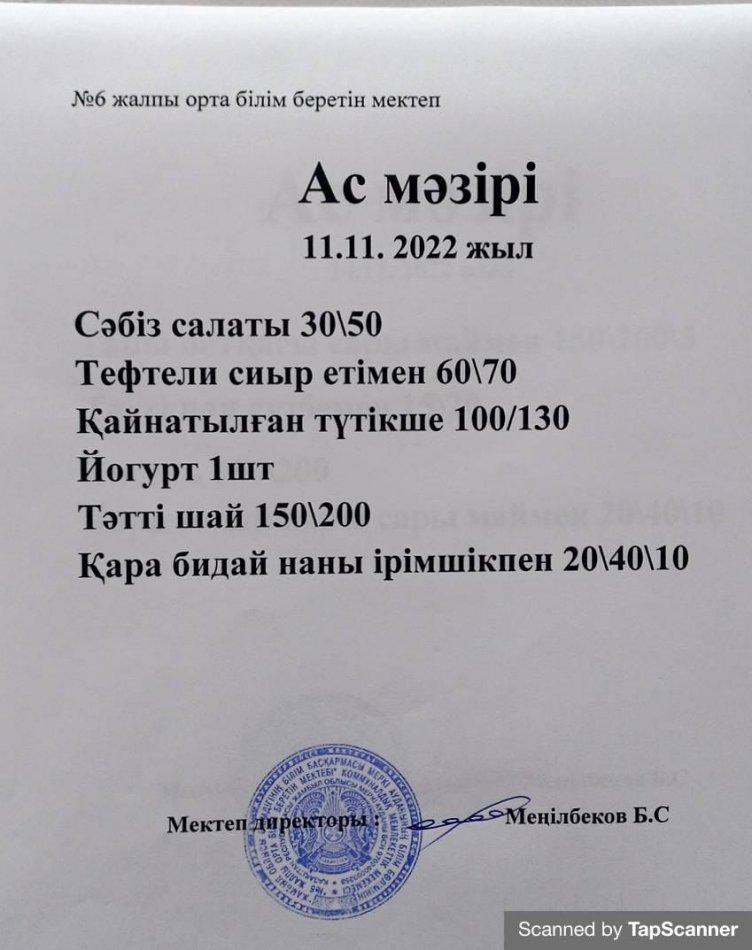 №6 жалпы орта білім беретін мектеп
Ас мәзірі
11.11. 2022 жыл
Сәбіз салаты 30\50
Тефтели сиыр етімен 60\70
Қайнатылған түтікше 100/130
Йогурт 1шт
Тәтті шай 150\200
Қара бидай наны ірімшікпен 20\40\10
Мектеп директоры : Меңілбеков Б.С
Scanned by TapScanner